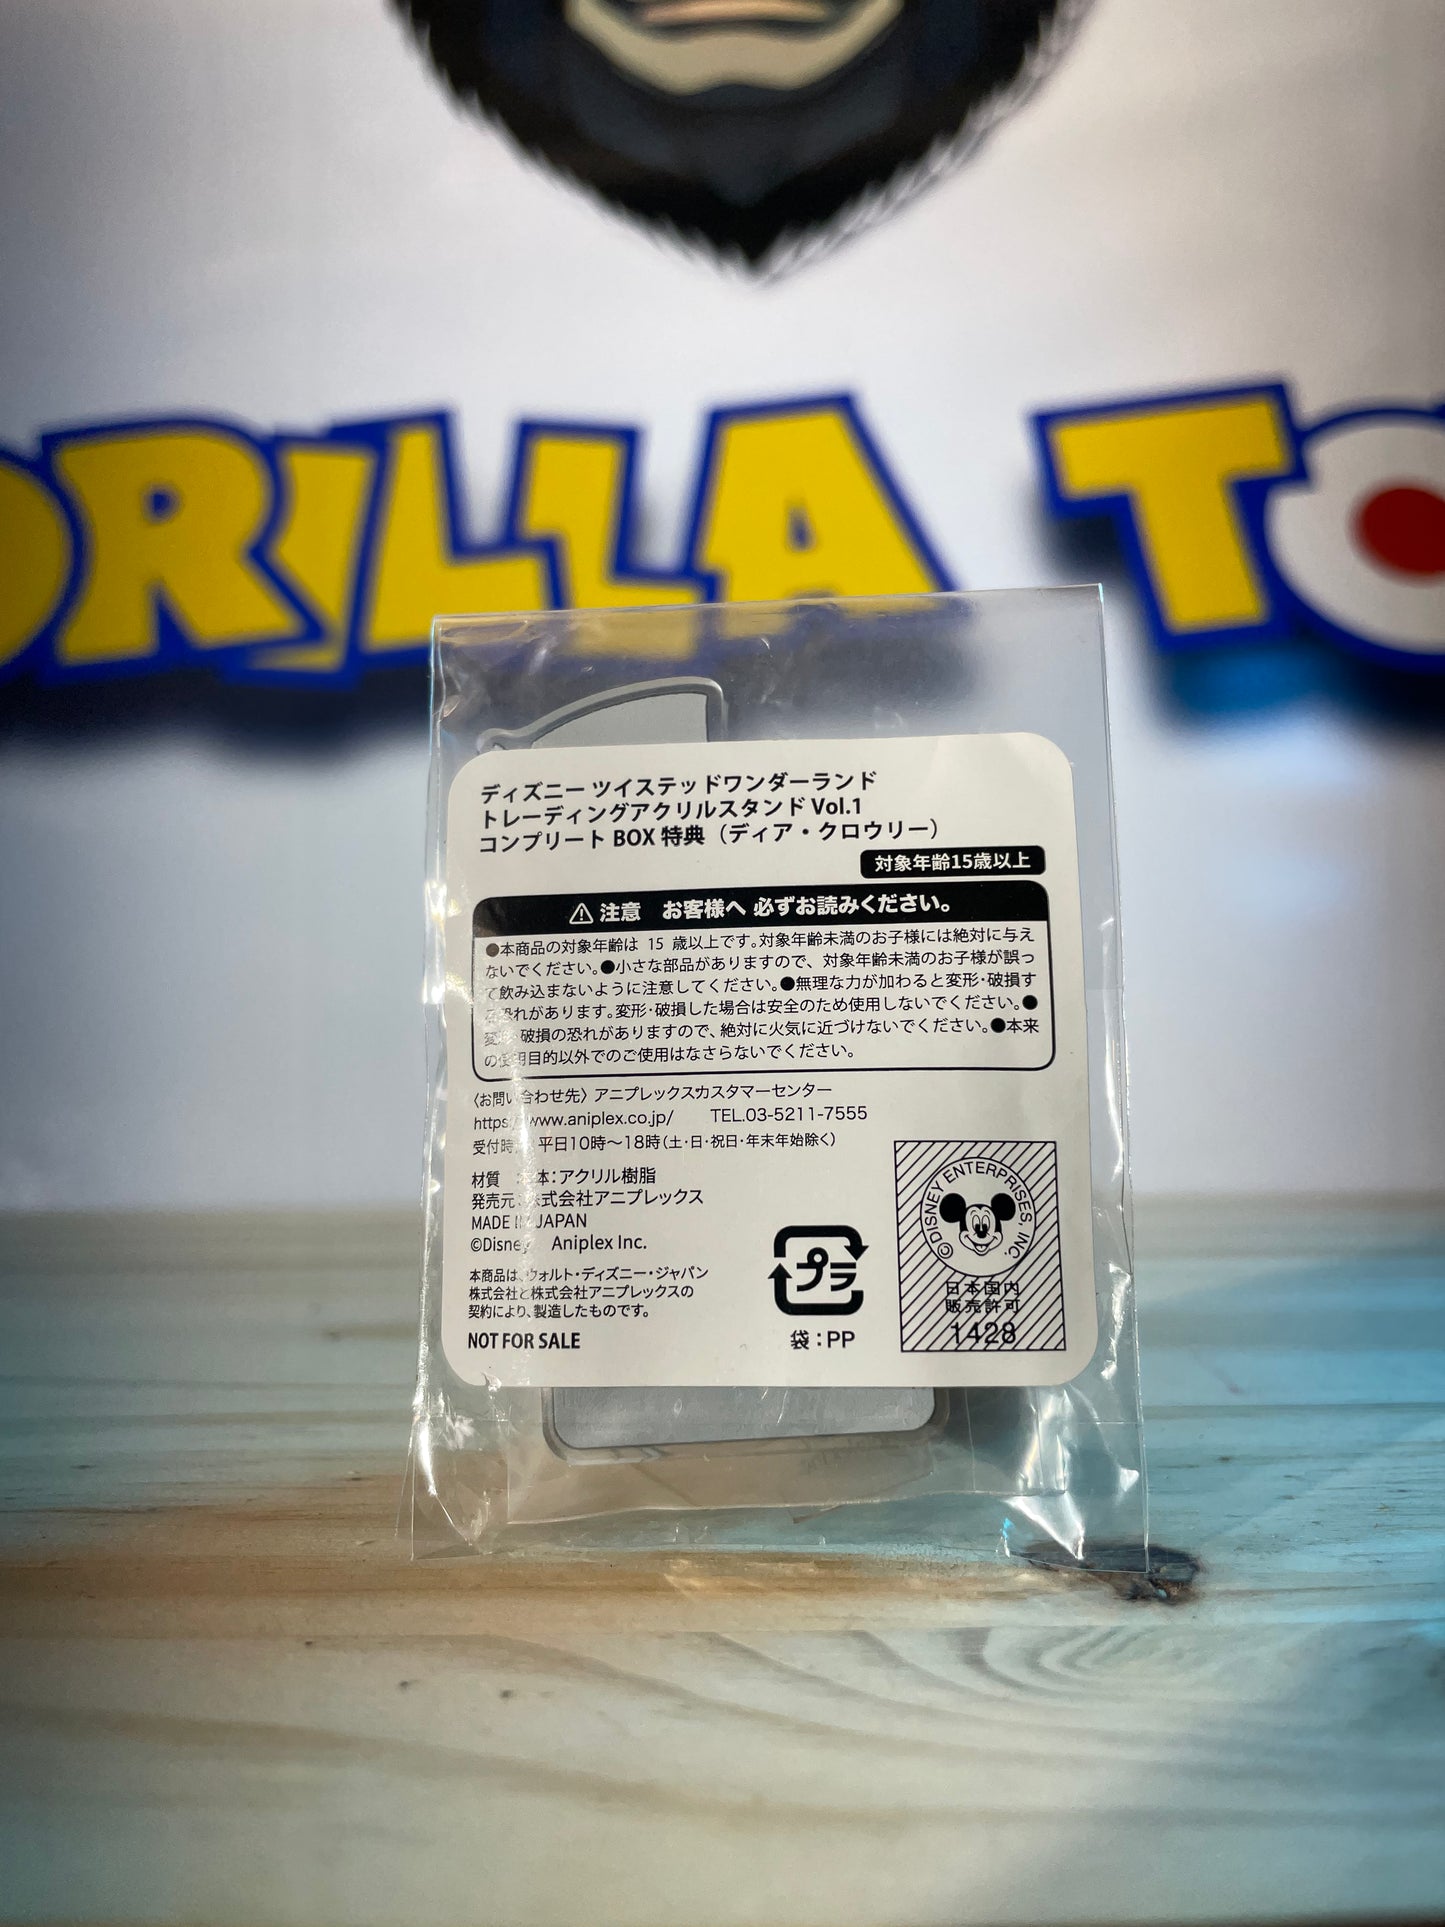 ORILLA TO
ディズニー ツイステッドワンダーランド
トレーディングアクリルスタンド Vol.1
コンプリート BOX 特典（ディア・クロウリー）
対象年齢15歳以上
⚠ 注意 お客様へ 必ずお読みください。
●本商品の対象年齢は 15 歳以上です。対象年齢未満のお子様には絶対に与え
ないでください。●小さな部品がありますので、対象年齢未満のお子様が誤っ
て飲み込まないように注意してください。●無理な力が加わると変形・破損す
る恐れがあります。変形・破損した場合は安全のため使用しないでください。●
変形・破損の恐れがありますので、絶対に火気に近づけないでください。●本来
の使用目的以外でのご使用はなさらないでください。
〈お問い合わせ先〉アニプレックスカスタマーセンター
https://www.aniplex.co.jp/ TEL.03-5211-7555
受付時間 平日10時～18時（土・日・祝日・年末年始除く）
材質 本体：アクリル樹脂
発売元：株式会社アニプレックス
MADE IN JAPAN
©Disney Aniplex Inc.
本商品は、ウォルト・ディズニー・ジャパン
株式会社と株式会社アニプレックスの
契約により、製造したものです。
NOT FOR SALE
プラ
袋：PP
©DISNEY ENTERPRISES, INC.
日本国内
販売許可
1428